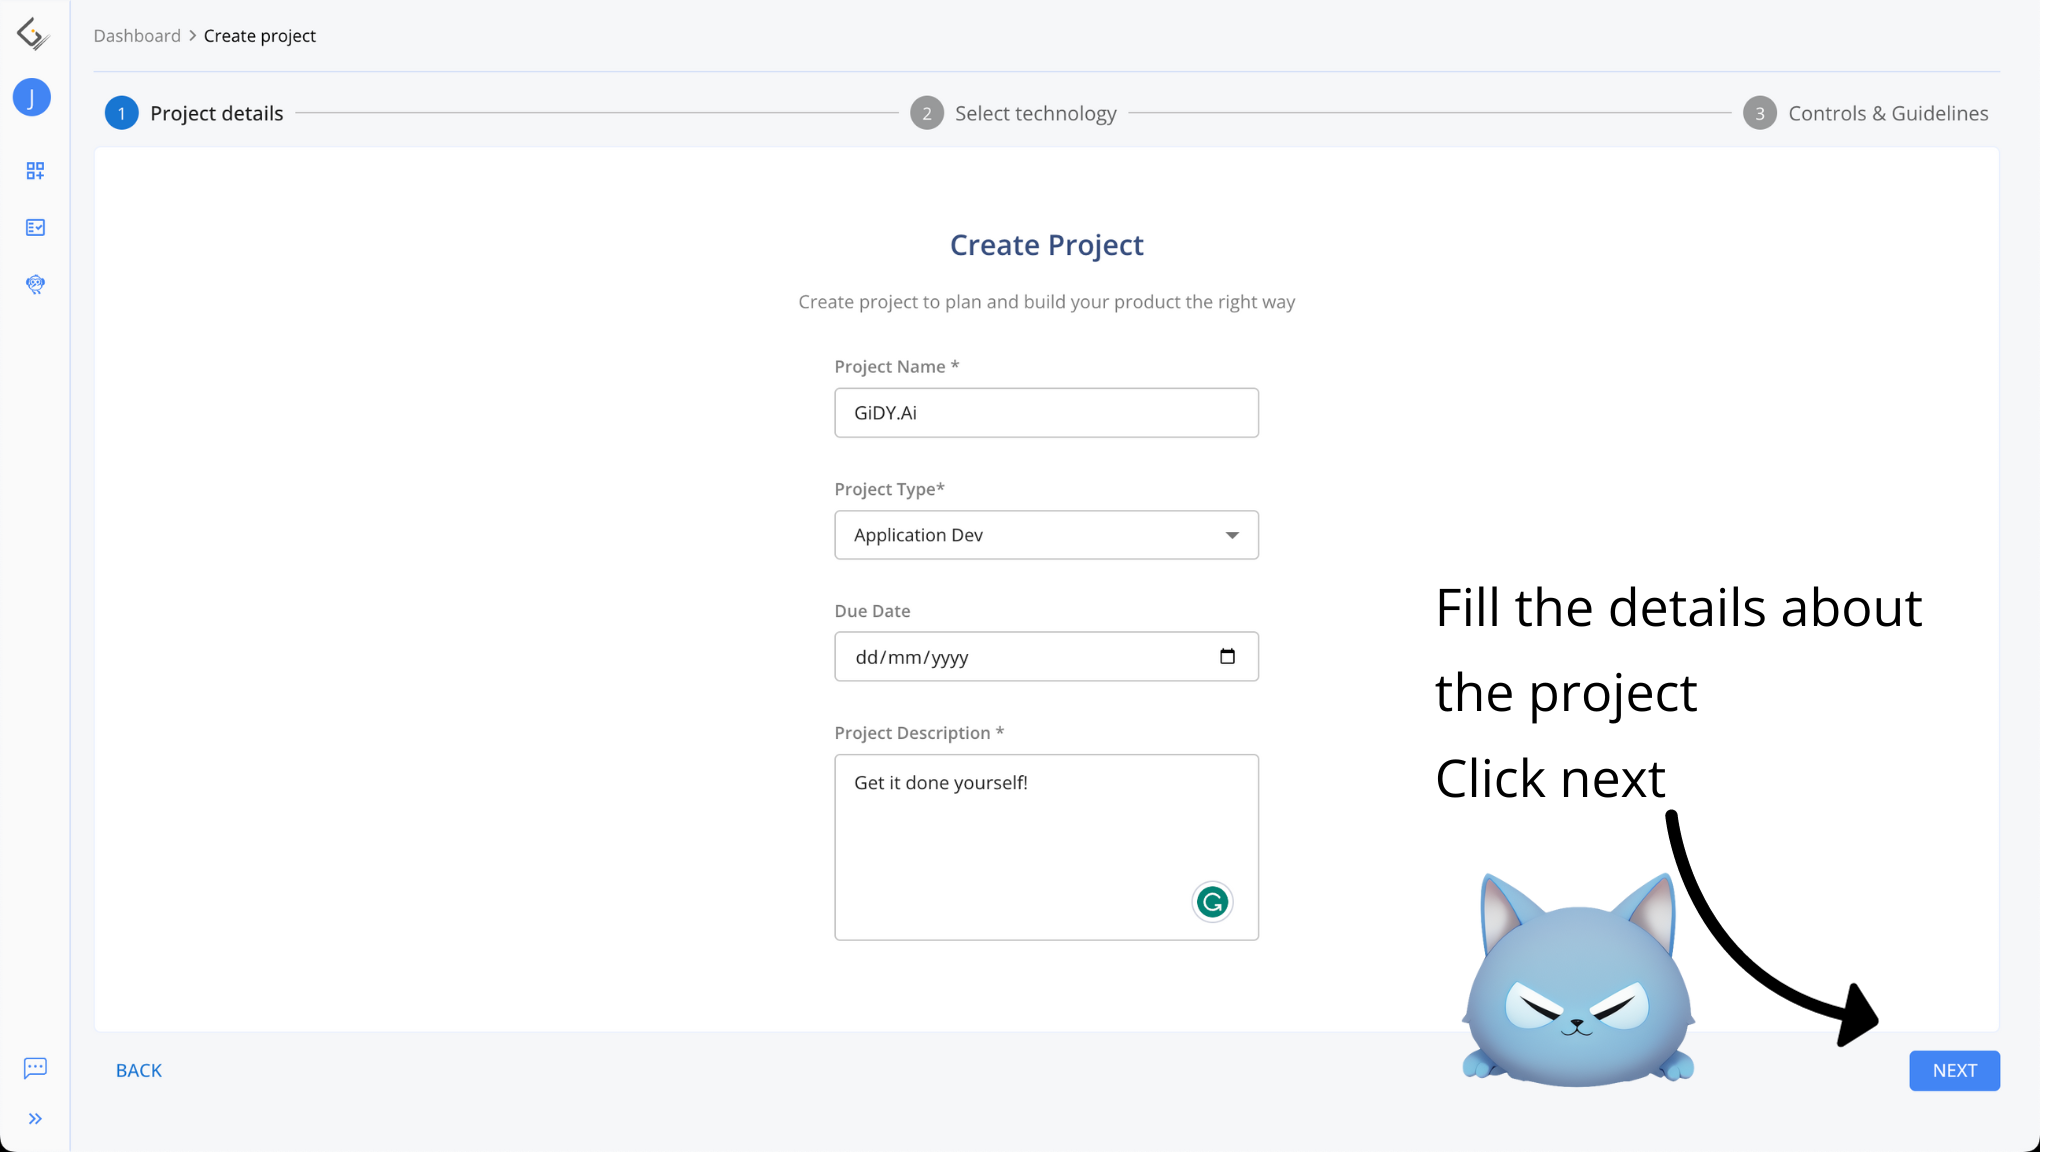 Dashboard > Create project
J
1 Project details
2 Select technology
3 Controls & Guidelines
Create Project
Create project to plan and build your product the right way
Project Name *
GiDY.Ai
Project Type*
Application Dev
Due Date
dd/mm/yyyy
Project Description *
Get it done yourself!
Fill the details about
the project
Click next
BACK
NEXT